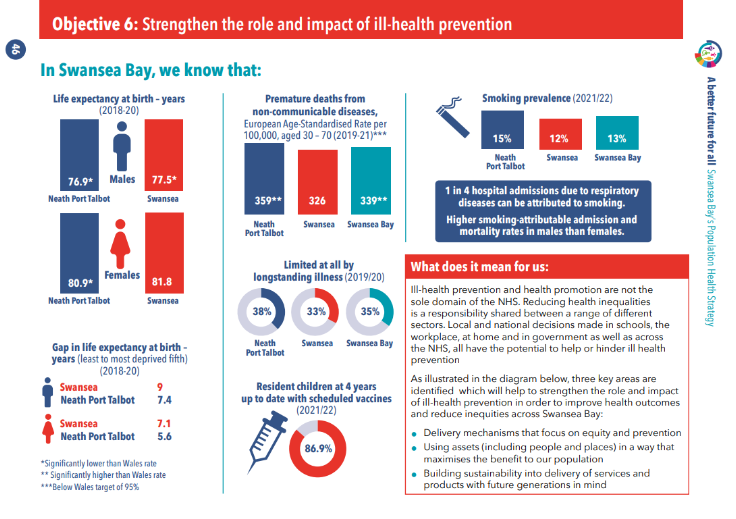 Objective 6: Strengthen the role and impact of ill-health prevention
46
In Swansea Bay, we know that:
Life expectancy at birth – years
(2018-20)
76.9*
Males
77.5*
Neath Port Talbot
Swansea
80.9*
Females
81.8
Neath Port Talbot
Swansea
Gap in life expectancy at birth –
years (least to most deprived fifth)
(2018-20)
Swansea 9
Neath Port Talbot 7.4
Swansea 7.1
Neath Port Talbot 5.6
*Significantly lower than Wales rate
** Significantly higher than Wales rate
***Below Wales target of 95%
Premature deaths from
non-communicable diseases,
European Age-Standardised Rate per
100,000, aged 30 – 70 (2019-21)***
359**
326
339**
Neath
Port Talbot
Swansea
Swansea Bay
Limited at all by
longstanding illness (2019/20)
38%
33%
35%
Neath
Port Talbot
Swansea
Swansea Bay
Resident children at 4 years
up to date with scheduled vaccines
(2021/22)
86.9%
Smoking prevalence (2021/22)
15%
12%
13%
Neath
Port Talbot
Swansea
Swansea Bay
1 in 4 hospital admissions due to respiratory
diseases can be attributed to smoking.
Higher smoking-attributable admission and
mortality rates in males than females.
What does it mean for us:
Ill-health prevention and health promotion are not the
sole domain of the NHS. Reducing health inequalities
is a responsibility shared between a range of different
sectors. Local and national decisions made in schools, the
workplace, at home and in government as well as across
the NHS, all have the potential to help or hinder ill health
prevention
As illustrated in the diagram below, three key areas are
identified which will help to strengthen the role and impact
of ill-health prevention in order to improve health outcomes
and reduce inequities across Swansea Bay:
• Delivery mechanisms that focus on equity and prevention
• Using assets (including people and places) in a way that
maximises the benefit to our population
• Building sustainability into delivery of services and
products with future generations in mind
A better future for all Swansea Bay's Population Health Strategy